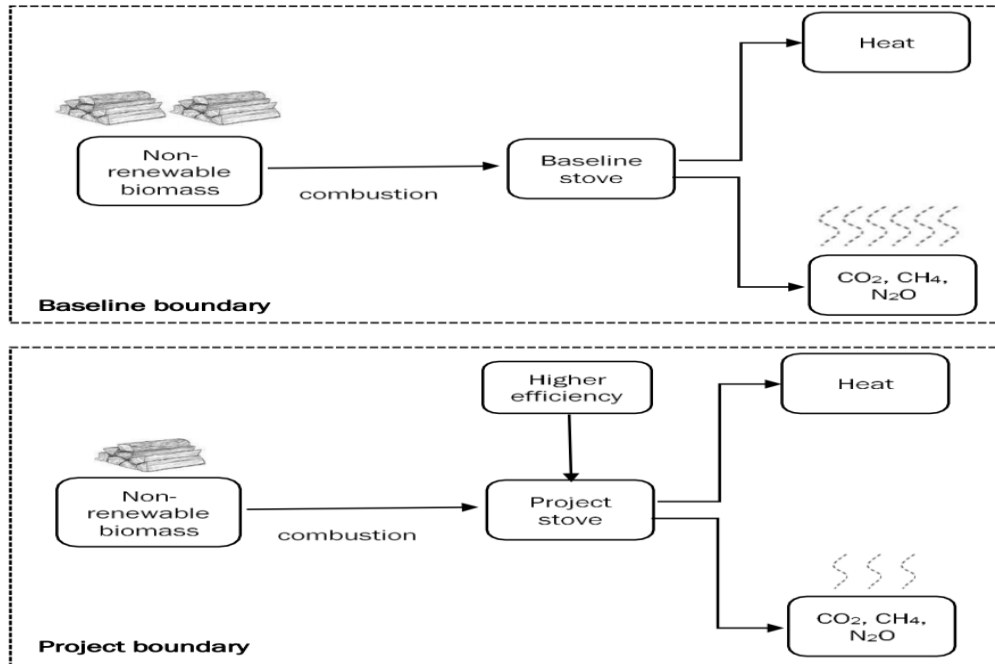 Heat
Non-
renewable
biomass
combustion
Baseline
stove
CO₂, CH₄,
N₂O
Baseline boundary
Higher
efficiency
Heat
Non-
renewable
biomass
combustion
Project
stove
CO₂, CH₄,
N₂O
Project boundary